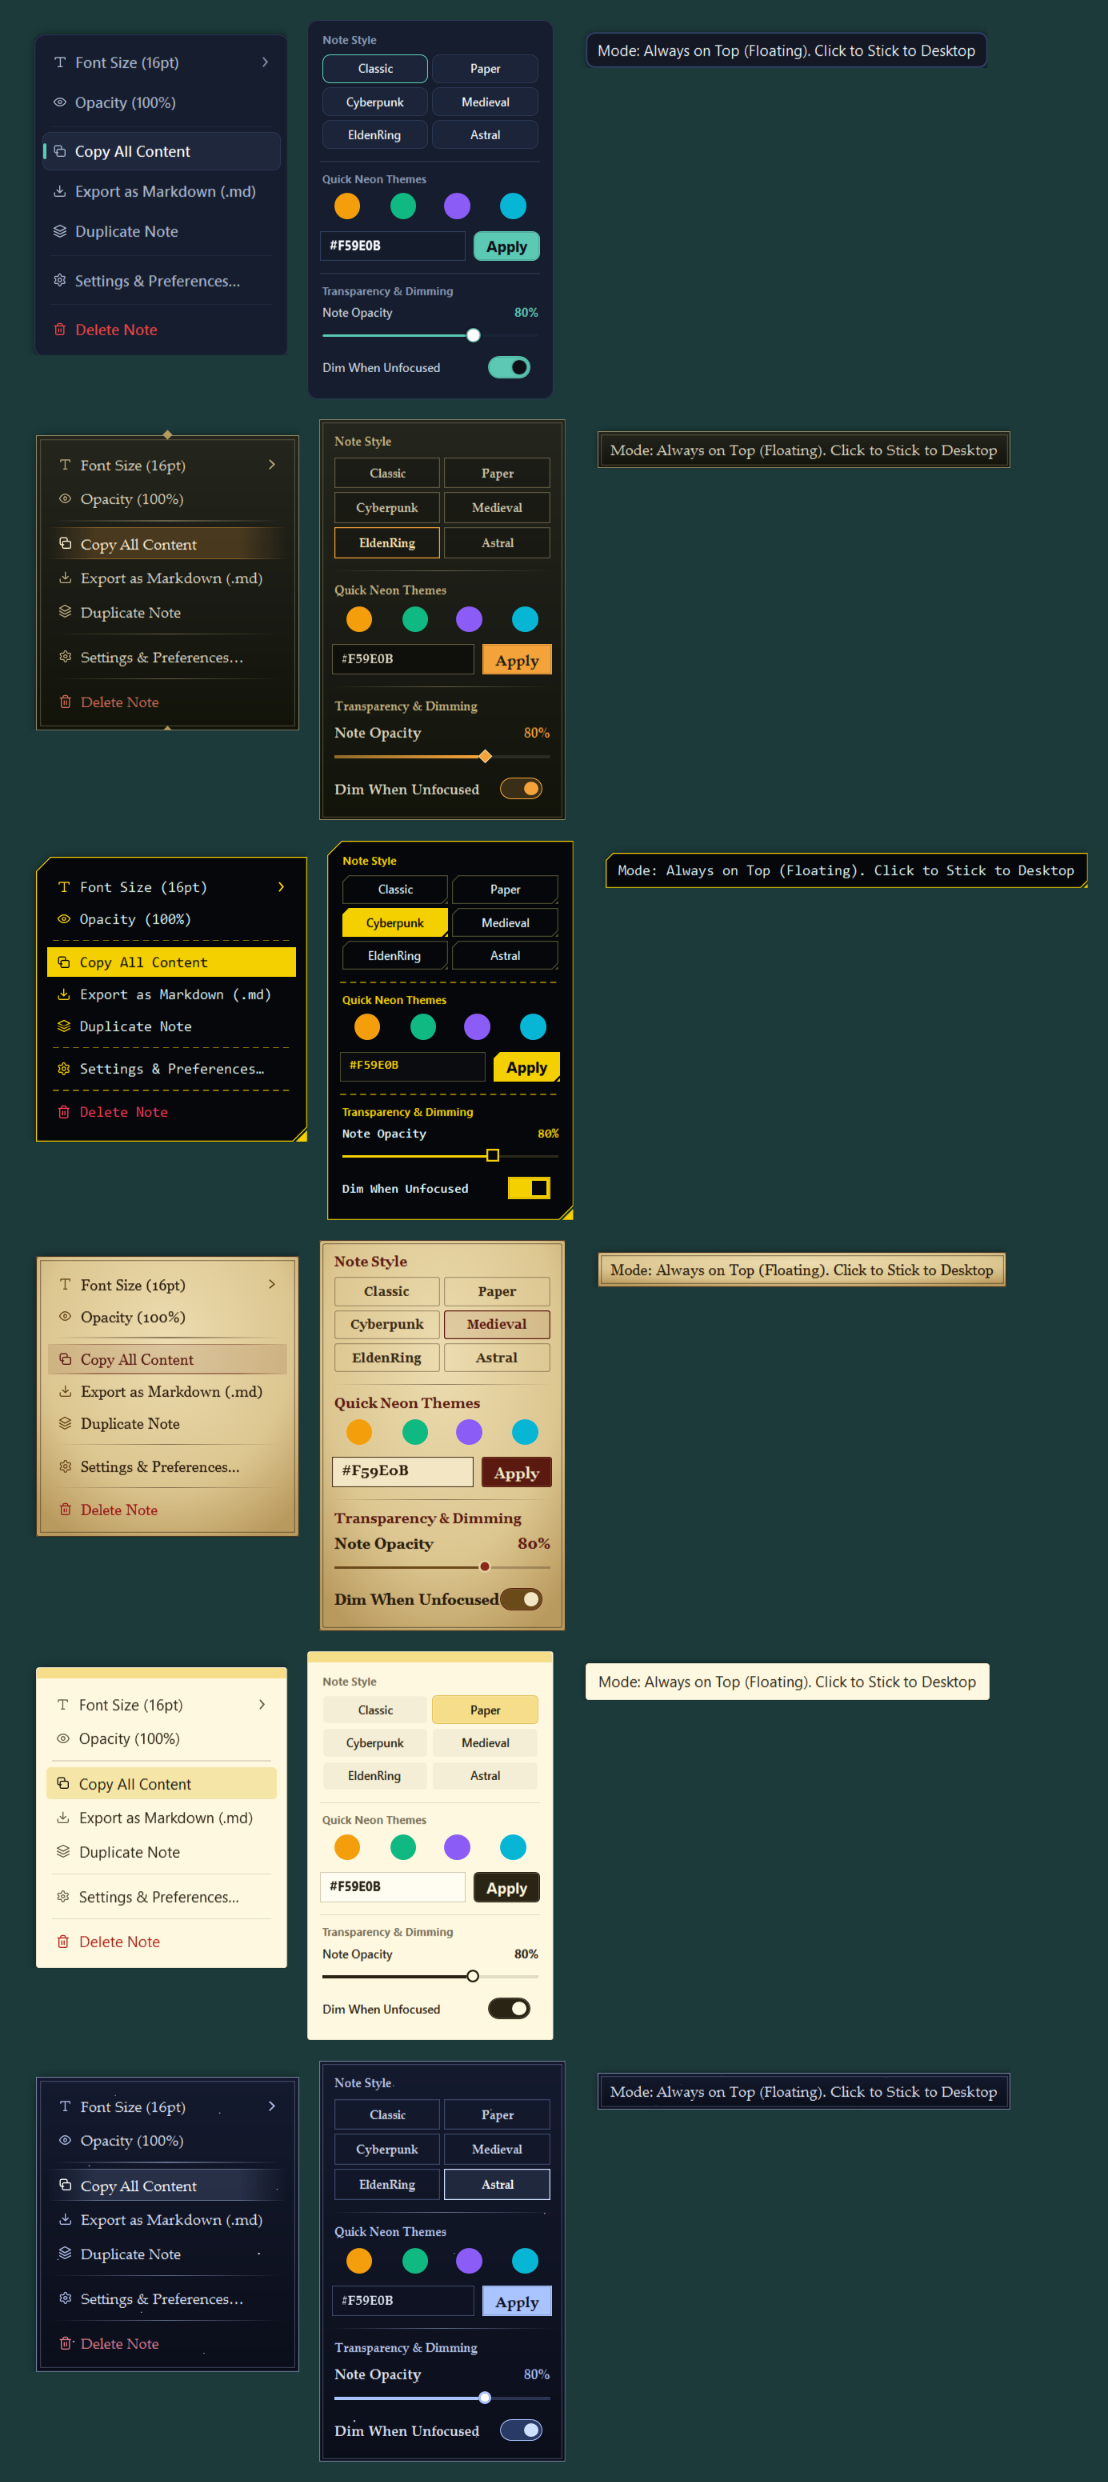 Font Size (16pt)
Opacity (100%)
Copy All Content
Export as Markdown (.md)
Duplicate Note
Settings & Preferences...
Delete Note
Note Style
Classic Paper
Cyberpunk Medieval
EldenRing Astral
Quick Neon Themes
#F59E0B Apply
Transparency & Dimming
Note Opacity 80%
Dim When Unfocused
Mode: Always on Top (Floating). Click to Stick to Desktop
Font Size (16pt)
Opacity (100%)
Copy All Content
Export as Markdown (.md)
Duplicate Note
Settings & Preferences...
Delete Note
Note Style
Classic Paper
Cyberpunk Medieval
EldenRing Astral
Quick Neon Themes
#F59E0B Apply
Transparency & Dimming
Note Opacity 80%
Dim When Unfocused
Mode: Always on Top (Floating). Click to Stick to Desktop
Font Size (16pt)
Opacity (100%)
Copy All Content
Export as Markdown (.md)
Duplicate Note
Settings & Preferences…
Delete Note
Note Style
Classic Paper
Cyberpunk Medieval
EldenRing Astral
Quick Neon Themes
#F59E0B Apply
Transparency & Dimming
Note Opacity 80%
Dim When Unfocused
Mode: Always on Top (Floating). Click to Stick to Desktop
Font Size (16pt)
Opacity (100%)
Copy All Content
Export as Markdown (.md)
Duplicate Note
Settings & Preferences...
Delete Note
Note Style
Classic Paper
Cyberpunk Medieval
EldenRing Astral
Quick Neon Themes
#F59E0B Apply
Transparency & Dimming
Note Opacity 80%
Dim When Unfocused
Mode: Always on Top (Floating). Click to Stick to Desktop
Font Size (16pt)
Opacity (100%)
Copy All Content
Export as Markdown (.md)
Duplicate Note
Settings & Preferences...
Delete Note
Note Style
Classic Paper
Cyberpunk Medieval
EldenRing Astral
Quick Neon Themes
#F59E0B Apply
Transparency & Dimming
Note Opacity 80%
Dim When Unfocused
Mode: Always on Top (Floating). Click to Stick to Desktop
Font Size (16pt)
Opacity (100%)
Copy All Content
Export as Markdown (.md)
Duplicate Note
Settings & Preferences...
Delete Note
Note Style
Classic Paper
Cyberpunk Medieval
EldenRing Astral
Quick Neon Themes
#F59E0B Apply
Transparency & Dimming
Note Opacity 80%
Dim When Unfocused
Mode: Always on Top (Floating). Click to Stick to Desktop